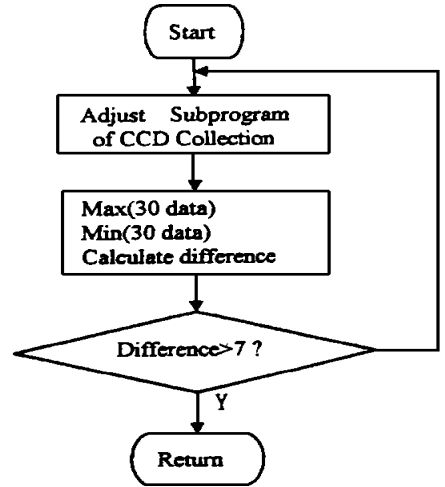 Start
Adjust Subprogram
of CCD Collection
Max(30 data)
Min(30 data)
Calculate difference
Difference>7 ?
Y
Return